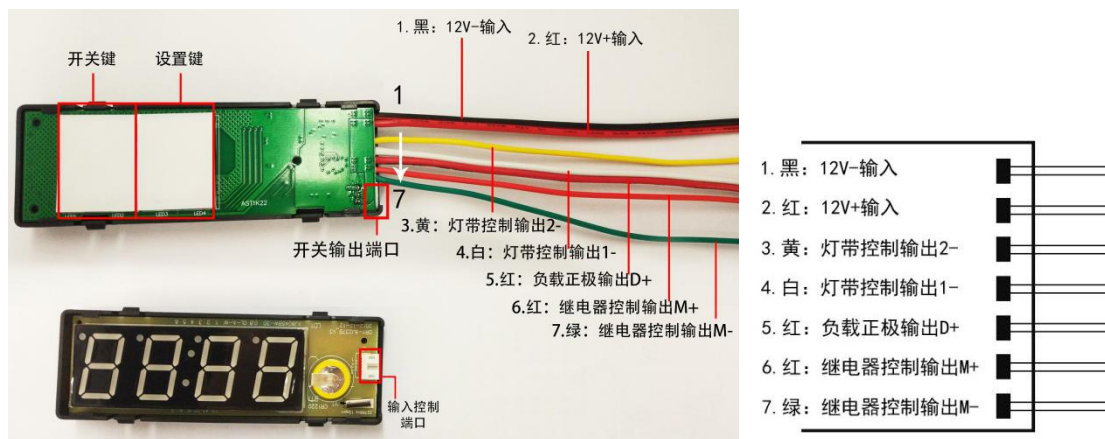 1.黑：12V-输入
2.红：12V+输入
开关键
设置键
1
7
ASTTK22
LED2
LED3
LED4
3.黄：灯带控制输出2-
开关输出端口
4.白：灯带控制输出1-
5.红：负载正极输出D+
6.红：继电器控制输出M+
7.绿：继电器控制输出M-
输入控制
端口
1.黑：12V-输入
2.红：12V+输入
3.黄：灯带控制输出2-
4.白：灯带控制输出1-
5.红：负载正极输出D+
6.红：继电器控制输出M+
7.绿：继电器控制输出M-